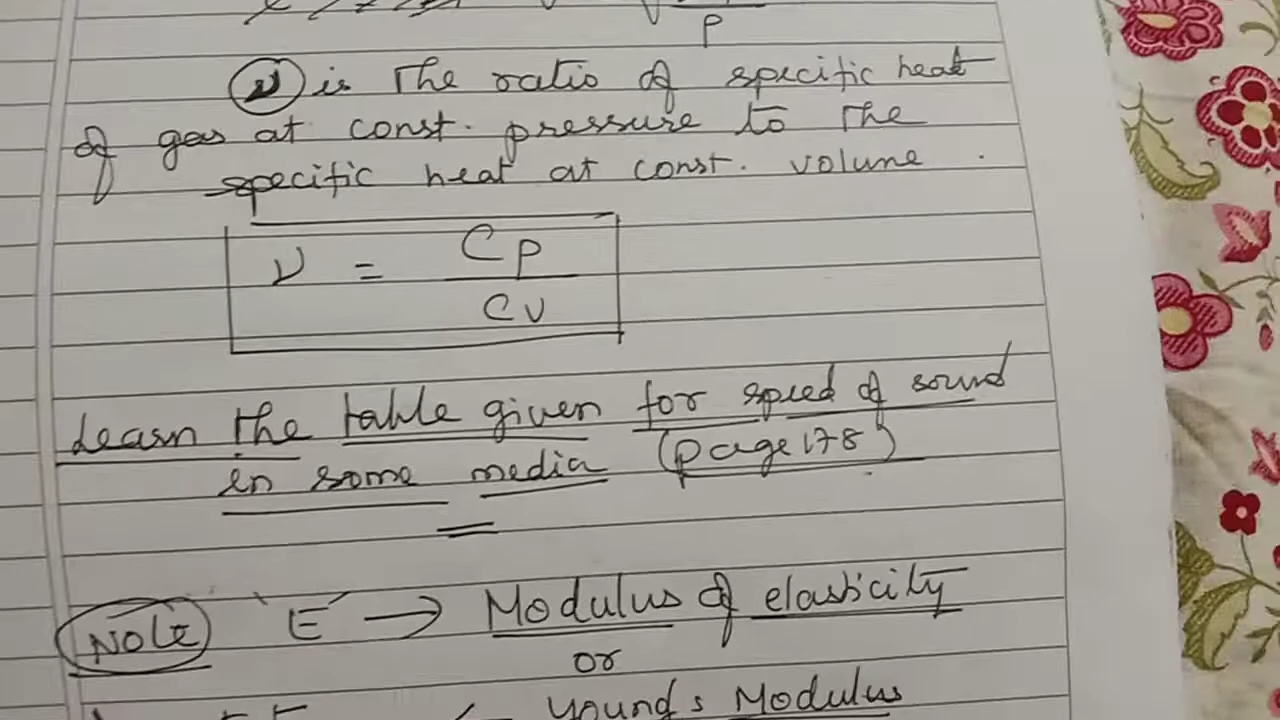 ρ
ν is The ratio of specific heat
of gas at const. pressure to The
specific heat at const. volume .
ν = Cp
Cv
Learn the table given for speed of sound
in some media (page 178)
Note E → Modulus of elasticity
or
Young's Modulus